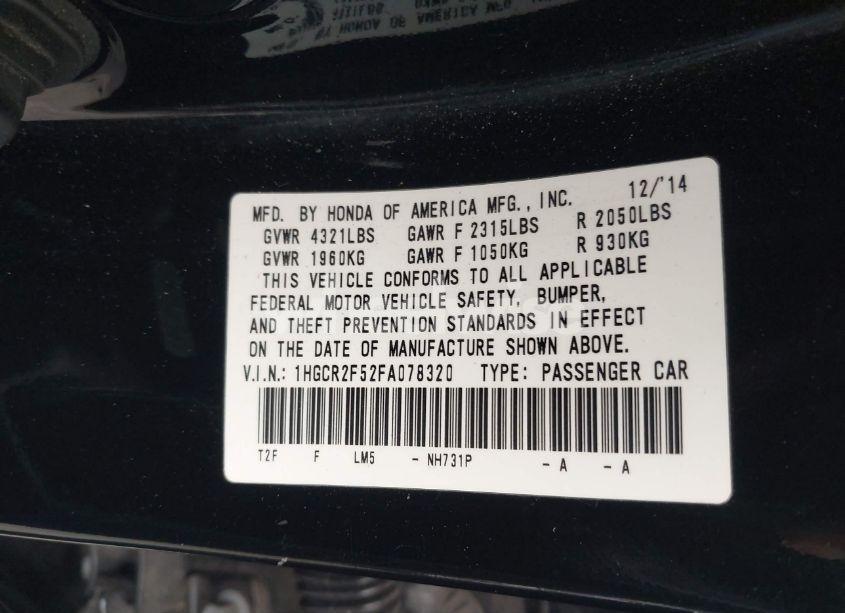 MFD. BY HONDA OF AMERICA MFG., INC. 12/'14
GVWR 4321LBS GAWR F 2315LBS R 2050LBS
GVWR 1960KG GAWR F 1050KG R 930KG
THIS VEHICLE CONFORMS TO ALL APPLICABLE
FEDERAL MOTOR VEHICLE SAFETY, BUMPER,
AND THEFT PREVENTION STANDARDS IN EFFECT
ON THE DATE OF MANUFACTURE SHOWN ABOVE.
V.I.N.: 1HGCR2F52FA078320 TYPE: PASSENGER CAR
T2F F LM5 - NH731P - A - A